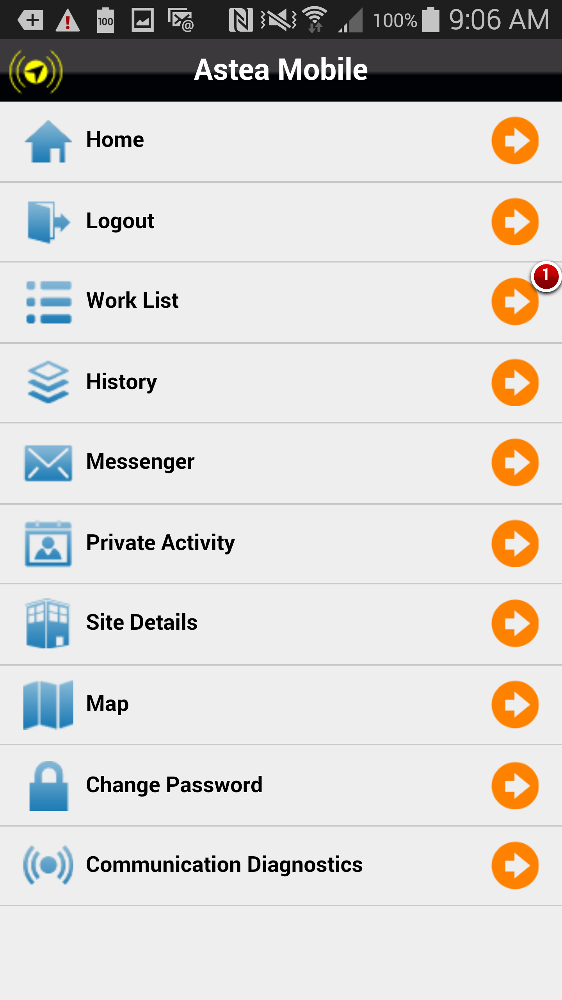 100 100% 9:06 AM
Astea Mobile
Home
Logout
1
Work List
History
Messenger
Private Activity
Site Details
Map
Change Password
Communication Diagnostics